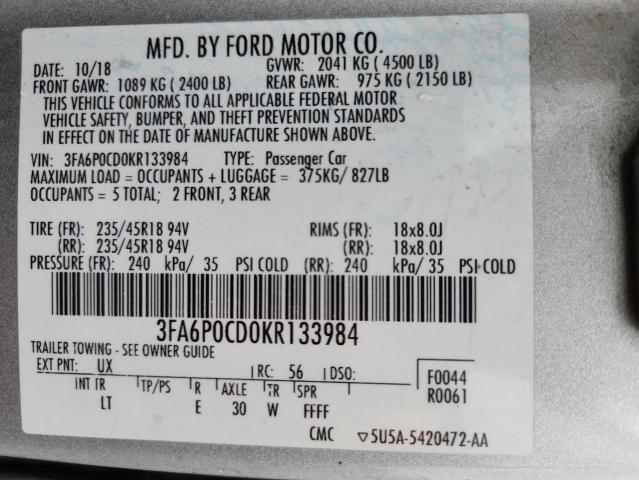 MFD. BY FORD MOTOR CO.
DATE: 10/18 GVWR: 2041 KG ( 4500 LB)
FRONT GAWR: 1089 KG ( 2400 LB) REAR GAWR: 975 KG ( 2150 LB)
THIS VEHICLE CONFORMS TO ALL APPLICABLE FEDERAL MOTOR
VEHICLE SAFETY, BUMPER, AND THEFT PREVENTION STANDARDS
IN EFFECT ON THE DATE OF MANUFACTURE SHOWN ABOVE.
VIN: 3FA6P0CD0KR133984 TYPE: Passenger Car
MAXIMUM LOAD = OCCUPANTS + LUGGAGE = 375KG/ 827LB
OCCUPANTS = 5 TOTAL; 2 FRONT, 3 REAR
TIRE (FR): 235/45R18 94V RIMS (FR): 18x8.0J
(RR): 235/45R18 94V (RR): 18x8.0J
PRESSURE (FR): 240 kPa/ 35 PSI COLD (RR): 240 kPa/ 35 PSI COLD
3FA6P0CD0KR133984
TRAILER TOWING - SEE OWNER GUIDE
EXT PNT: UX RC: 56 DSO: F0044
INT TR TP/PS R AXLE TR SPR R0061
LT E 30 W FFFF
CMC ▽5U5A-5420472-AA